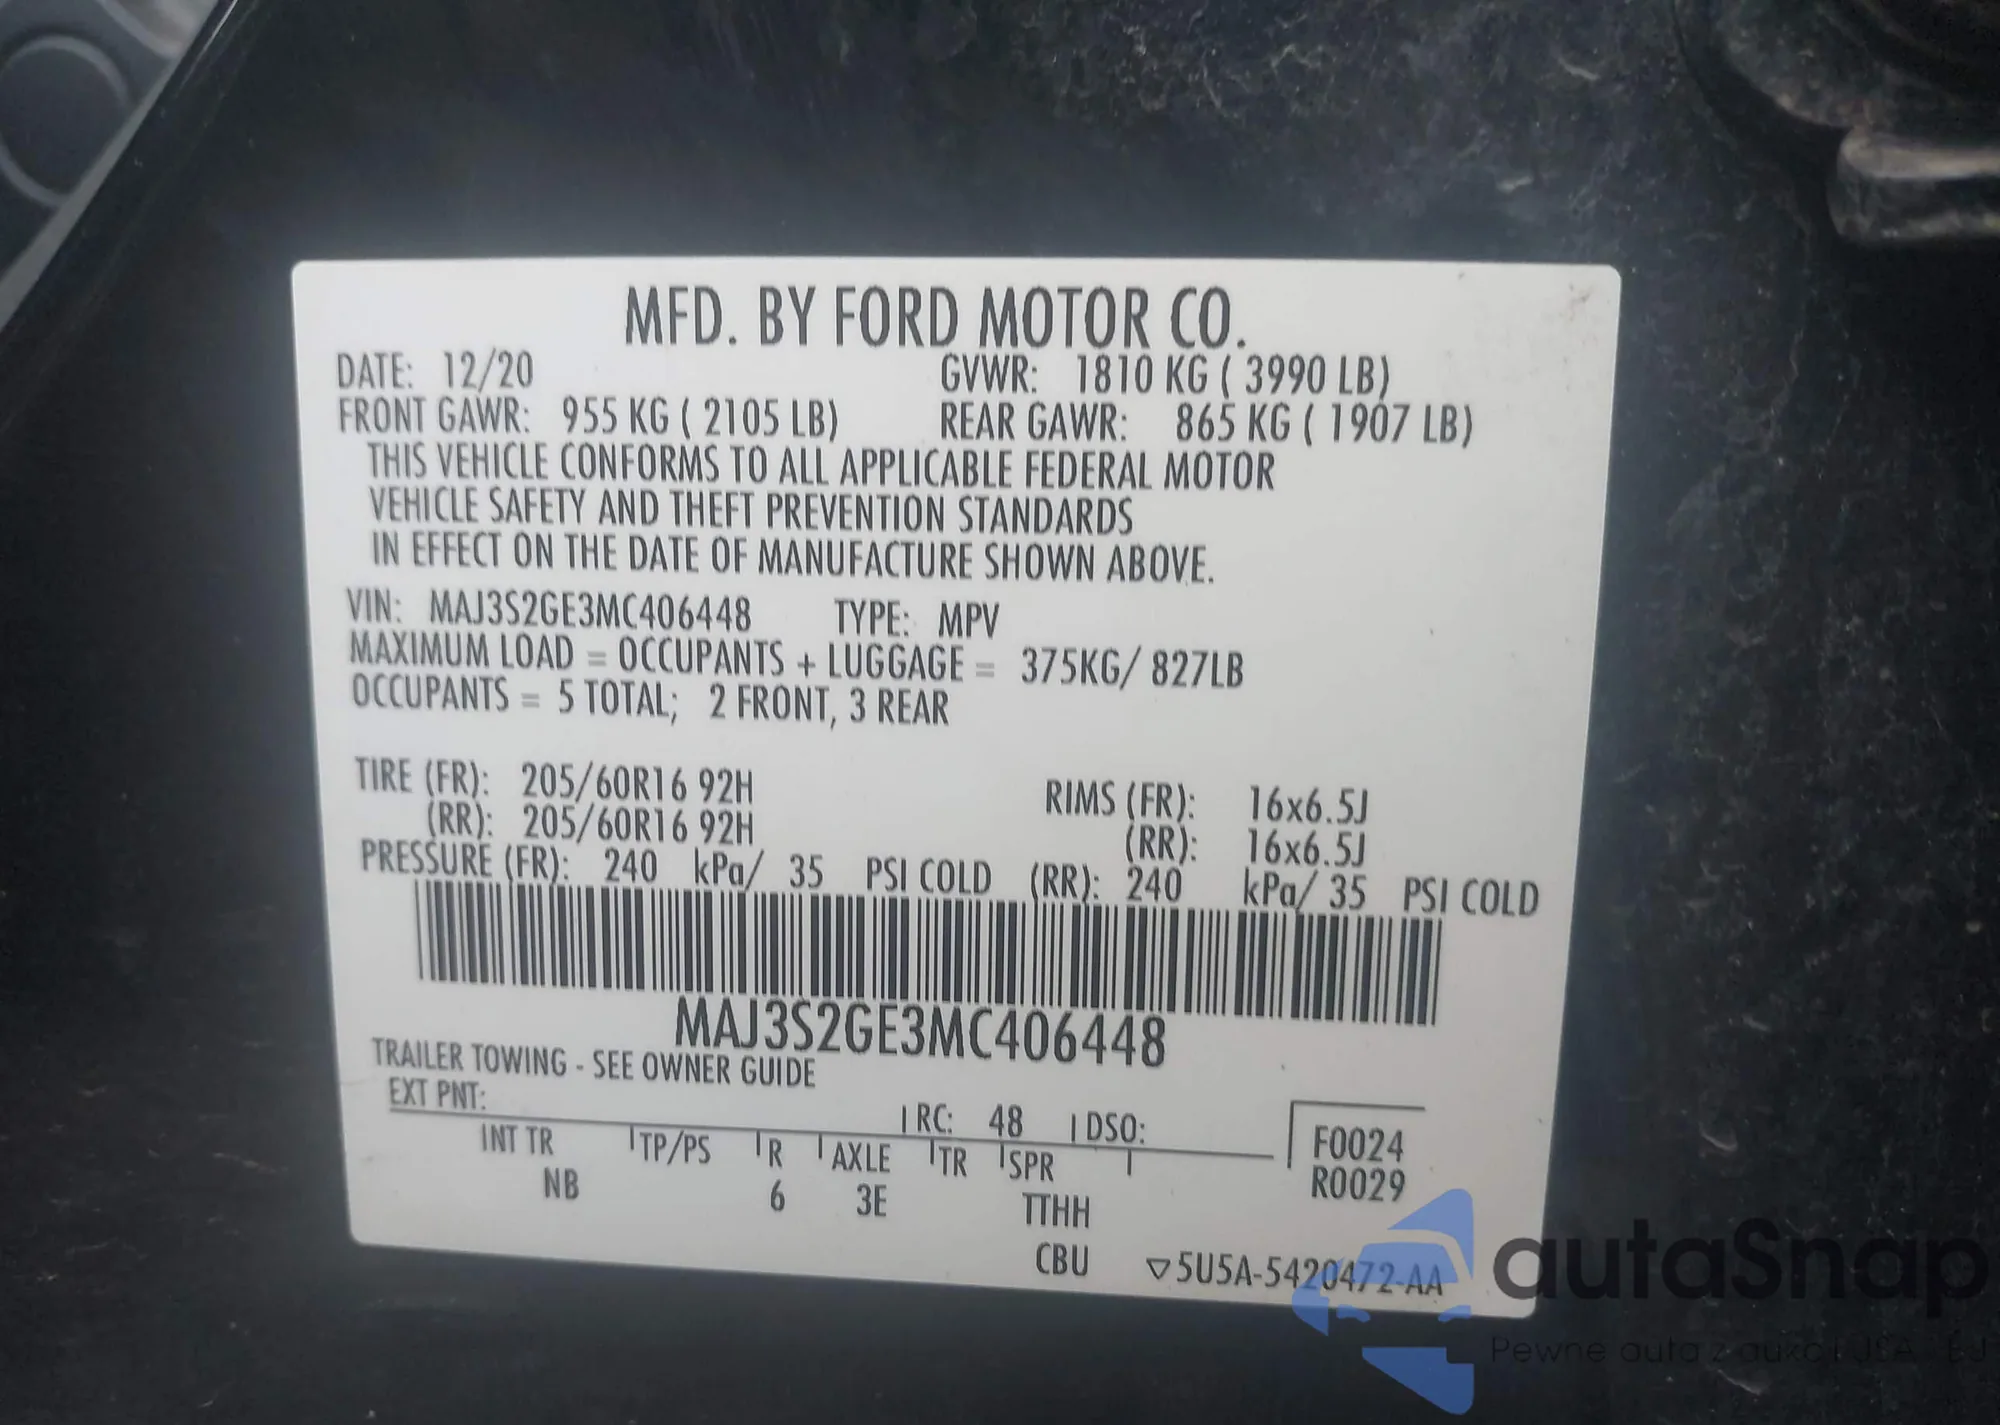 MFD. BY FORD MOTOR CO.
DATE: 12/20 GVWR: 1810 KG ( 3990 LB)
FRONT GAWR: 955 KG ( 2105 LB) REAR GAWR: 865 KG ( 1907 LB)
THIS VEHICLE CONFORMS TO ALL APPLICABLE FEDERAL MOTOR
VEHICLE SAFETY AND THEFT PREVENTION STANDARDS
IN EFFECT ON THE DATE OF MANUFACTURE SHOWN ABOVE.
VIN: MAJ3S2GE3MC406448 TYPE: MPV
MAXIMUM LOAD = OCCUPANTS + LUGGAGE = 375KG/ 827LB
OCCUPANTS = 5 TOTAL; 2 FRONT, 3 REAR
TIRE (FR): 205/60R16 92H RIMS (FR): 16x6.5J
(RR): 205/60R16 92H (RR): 16x6.5J
PRESSURE (FR): 240 kPa/ 35 PSI COLD (RR): 240 kPa/ 35 PSI COLD
MAJ3S2GE3MC406448
TRAILER TOWING - SEE OWNER GUIDE
EXT PNT: RC: 48 DSO: F0024
INT TR TP/PS R AXLE TR SPR R0029
NB 6 3E TTHH
CBU ▽5U5A-5420472-AA
autaSnap
Pewne auta z aukcji USA